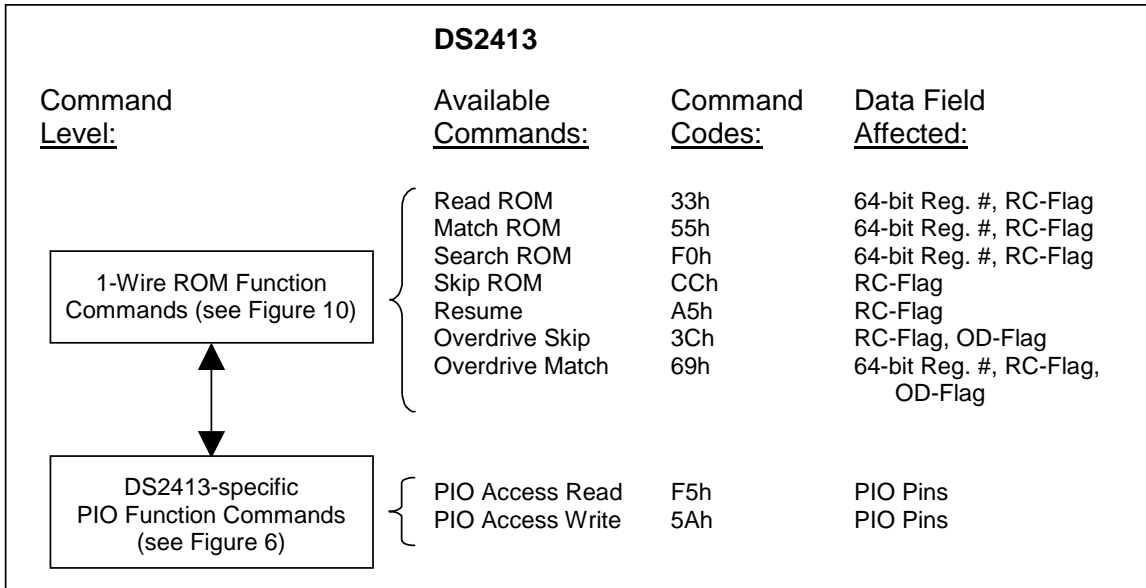 DS2413
Command Level:
Available Commands:
Command Codes:
Data Field Affected:
1-Wire ROM Function
Commands (see Figure 10)
Read ROM 33h 64-bit Reg. #, RC-Flag
Match ROM 55h 64-bit Reg. #, RC-Flag
Search ROM F0h 64-bit Reg. #, RC-Flag
Skip ROM CCh RC-Flag
Resume A5h RC-Flag
Overdrive Skip 3Ch RC-Flag, OD-Flag
Overdrive Match 69h 64-bit Reg. #, RC-Flag,
OD-Flag
DS2413-specific
PIO Function Commands
(see Figure 6)
PIO Access Read F5h PIO Pins
PIO Access Write 5Ah PIO Pins